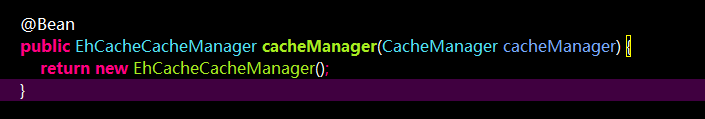 @Bean
public EhCacheCacheManager cacheManager(CacheManager cacheManager) {
return new EhCacheCacheManager();
}